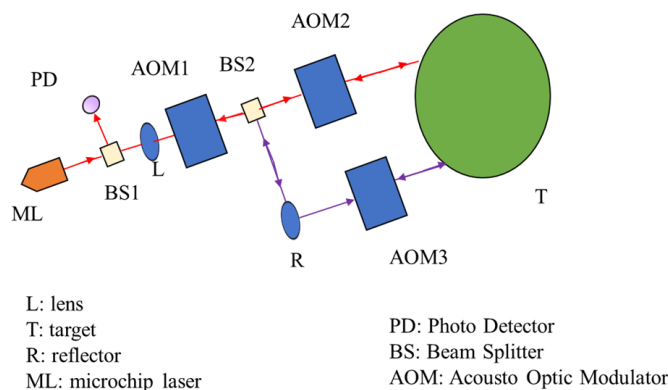 AOM2
AOM1
BS2
PD
L
BS1
ML
T
R
AOM3
L: lens
T: target
R: reflector
ML: microchip laser
PD: Photo Detector
BS: Beam Splitter
AOM: Acousto Optic Modulator